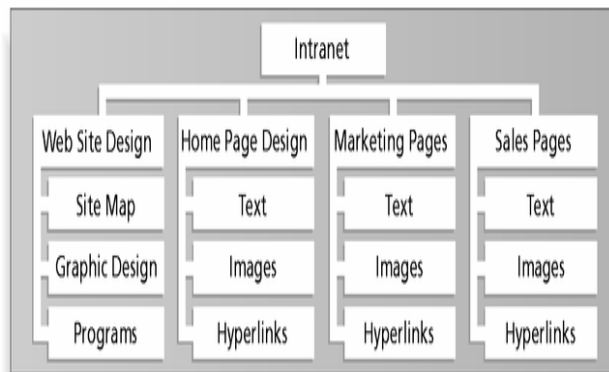 Intranet
Web Site Design
Home Page Design
Marketing Pages
Sales Pages
Site Map
Text
Text
Text
Graphic Design
Images
Images
Images
Programs
Hyperlinks
Hyperlinks
Hyperlinks